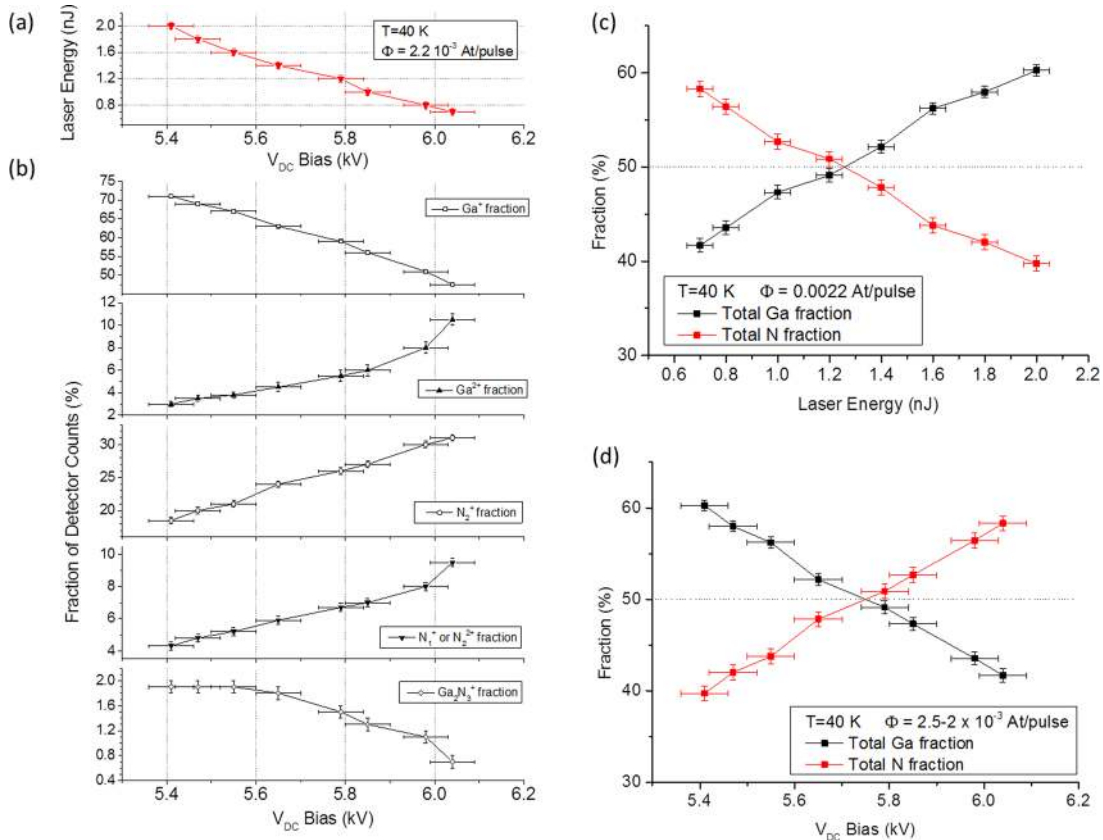 (a)
Laser Energy (nJ)
2.0
1.6
1.2
0.8
T=40 K
Φ = 2.2 10⁻³ At/pulse
5.4 5.6 5.8 6.0 6.2
V_DC Bias (kV)
(b)
Fraction of Detector Counts (%)
75
70
65
60
55
50
Ga⁺ fraction
12
10
8
6
4
2
Ga²⁺ fraction
30
25
20
N₂⁺ fraction
10
8
6
4
N₁⁺ or N₂²⁺ fraction
2.0
1.6
1.2
0.8
0.4
Ga₂N₃⁺ fraction
5.4 5.6 5.8 6.0 6.2
V_DC Bias (kV)
(c)
Fraction (%)
60
50
40
30
T=40 K Φ = 0.0022 At/pulse
Total Ga fraction
Total N fraction
0.6 0.8 1.0 1.2 1.4 1.6 1.8 2.0 2.2
Laser Energy (nJ)
(d)
Fraction (%)
60
50
40
30
T=40 K Φ = 2.5-2 x 10⁻³ At/pulse
Total Ga fraction
Total N fraction
5.4 5.6 5.8 6.0 6.2
V_DC Bias (kV)